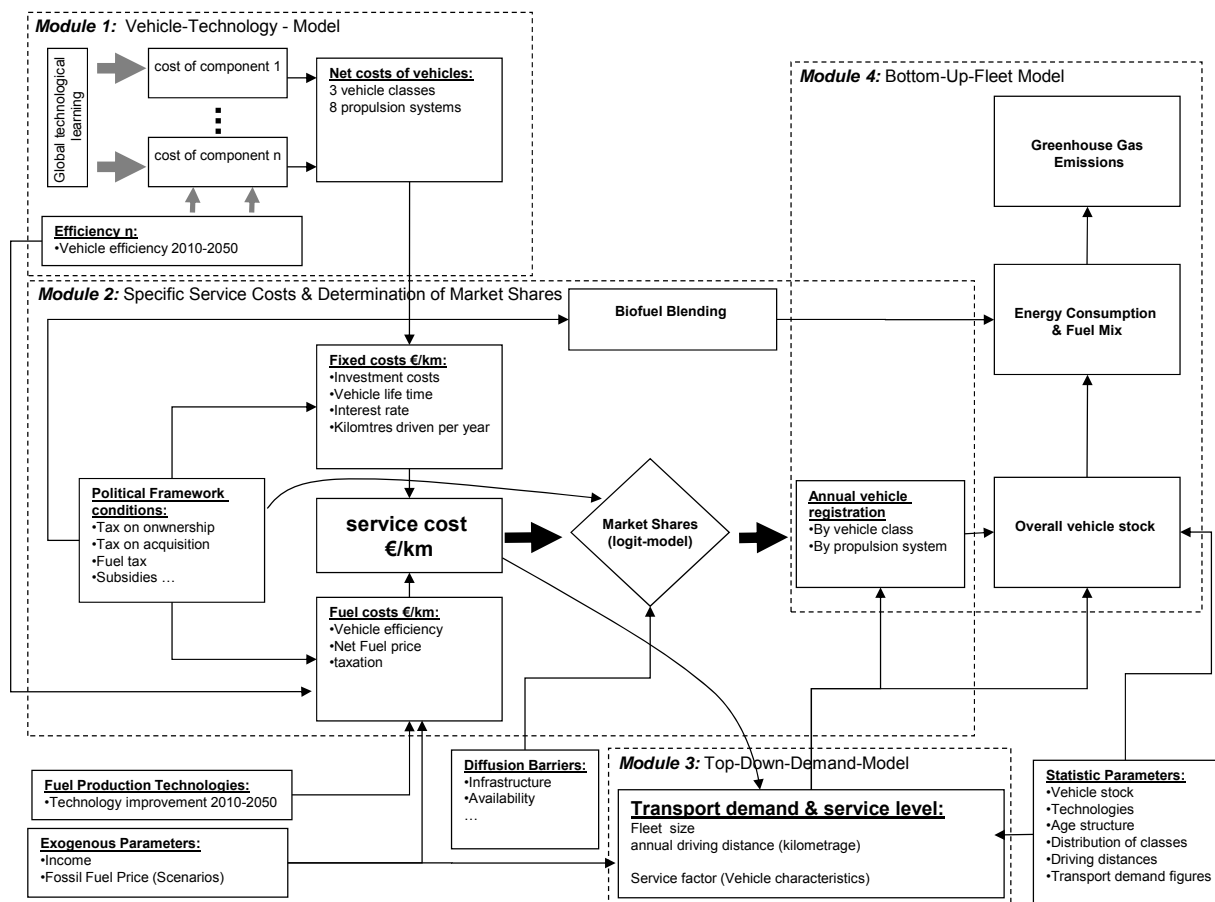 Module 1: Vehicle-Technology - Model
Global technological
learning
cost of component 1
cost of component n
Net costs of vehicles:
3 vehicle classes
8 propulsion systems
Efficiency η:
•Vehicle efficiency 2010-2050
Module 4: Bottom-Up-Fleet Model
Greenhouse Gas
Emissions
Energy Consumption
& Fuel Mix
Overall vehicle stock
Annual vehicle
registration
•By vehicle class
•By propulsion system
Module 2: Specific Service Costs & Determination of Market Shares
Biofuel Blending
Fixed costs €/km:
•Investment costs
•Vehicle life time
•Interest rate
•Kilomtres driven per year
Political Framework
conditions:
•Tax on onwnership
•Tax on acquisition
•Fuel tax
•Subsidies …
service cost
€/km
Market Shares
(logit-model)
Fuel costs €/km:
•Vehicle efficiency
•Net Fuel price
•taxation
Fuel Production Technologies:
•Technology improvement 2010-2050
Exogenous Parameters:
•Income
•Fossil Fuel Price (Scenarios)
Diffusion Barriers:
•Infrastructure
•Availability
…
Module 3: Top-Down-Demand-Model
Transport demand & service level:
Fleet size
annual driving distance (kilometrage)
Service factor (Vehicle characteristics)
Statistic Parameters:
•Vehicle stock
•Technologies
•Age structure
•Distribution of classes
•Driving distances
•Transport demand figures